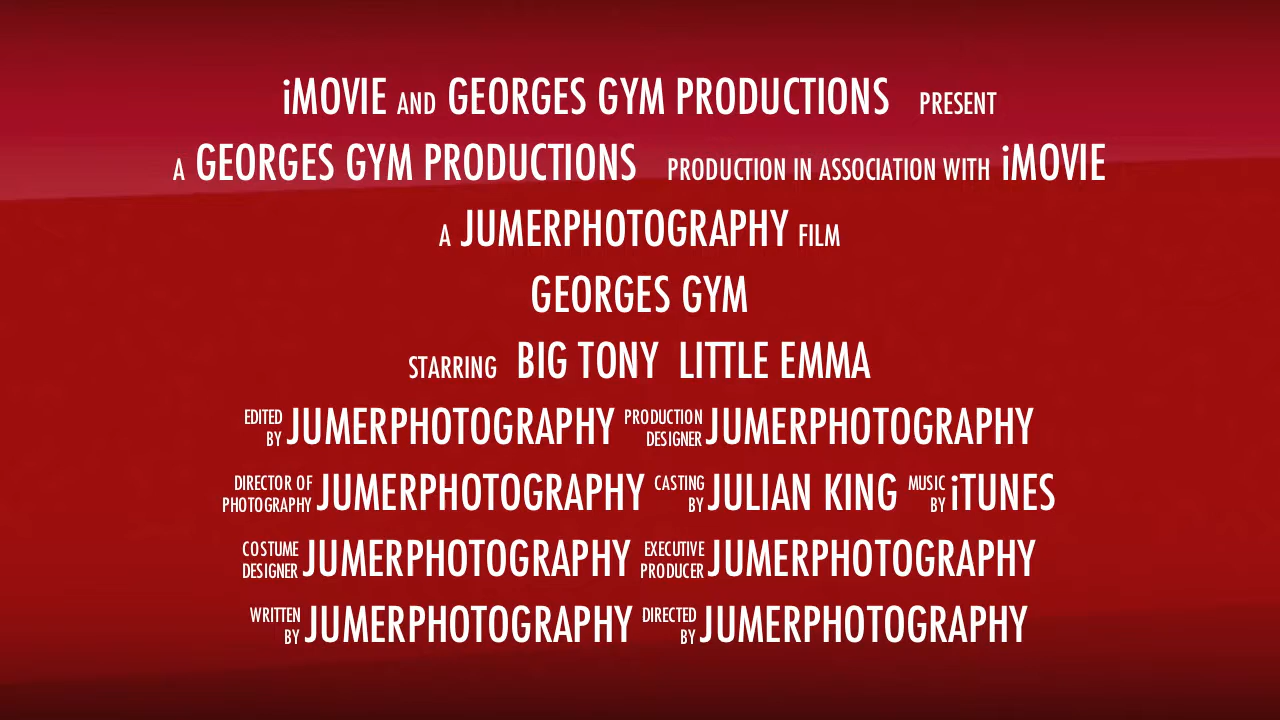 iMOVIE AND GEORGES GYM PRODUCTIONS PRESENT
A GEORGES GYM PRODUCTIONS PRODUCTION IN ASSOCIATION WITH iMOVIE
A JUMERPHOTOGRAPHY FILM
GEORGES GYM
STARRING BIG TONY LITTLE EMMA
EDITED BY JUMERPHOTOGRAPHY PRODUCTION DESIGNER JUMERPHOTOGRAPHY
DIRECTOR OF PHOTOGRAPHY JUMERPHOTOGRAPHY CASTING BY JULIAN KING MUSIC BY iTUNES
COSTUME DESIGNER JUMERPHOTOGRAPHY EXECUTIVE PRODUCER JUMERPHOTOGRAPHY
WRITTEN BY JUMERPHOTOGRAPHY DIRECTED BY JUMERPHOTOGRAPHY